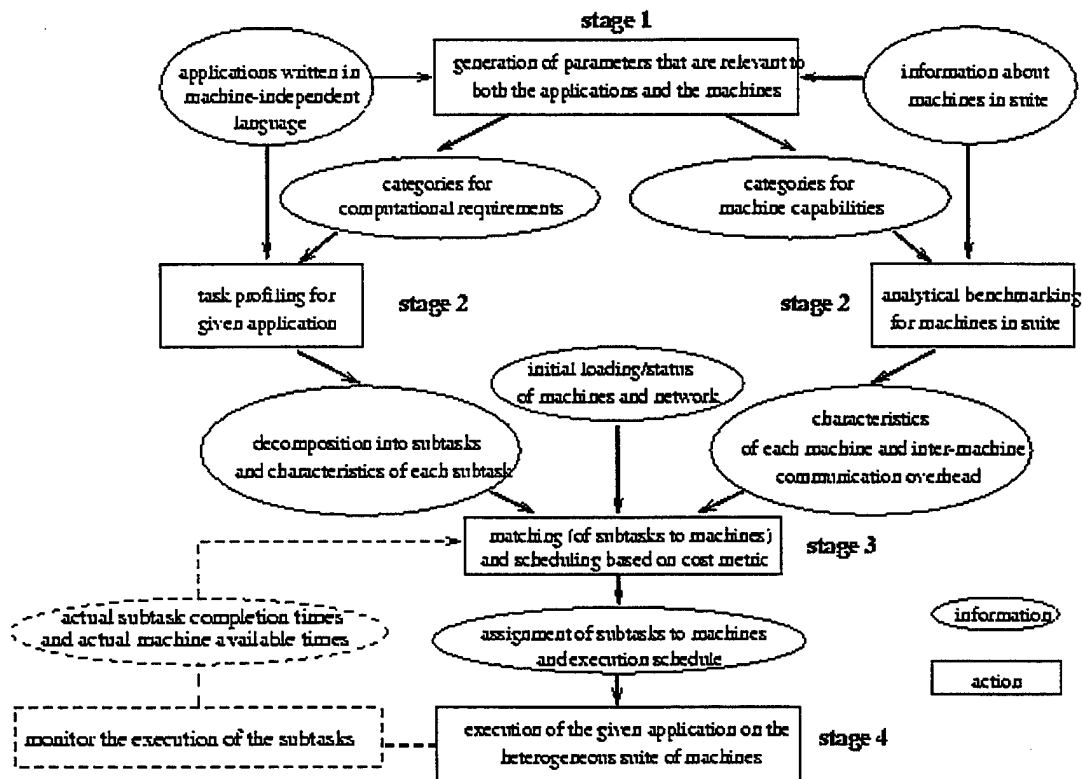 stage 1
applications written in
machine-independent
language
generation of parameters that are relevant to
both the applications and the machines
information about
machines in suite
categories for
computational requirements
categories for
machine capabilities
task profiling for
given application
stage 2
stage 2
analytical benchmarking
for machines in suite
initial loading/status
of machines and network
decomposition into subtasks
and characteristics of each subtask
characteristics
of each machine and inter-machine
communication overhead
matching (of subtasks to machines)
and scheduling based on cost metric
stage 3
actual subtask completion times
and actual machine available times
assignment of subtasks to machines
and execution schedule
information
action
monitor the execution of the subtasks
execution of the given application on the
heterogeneous suite of machines
stage 4